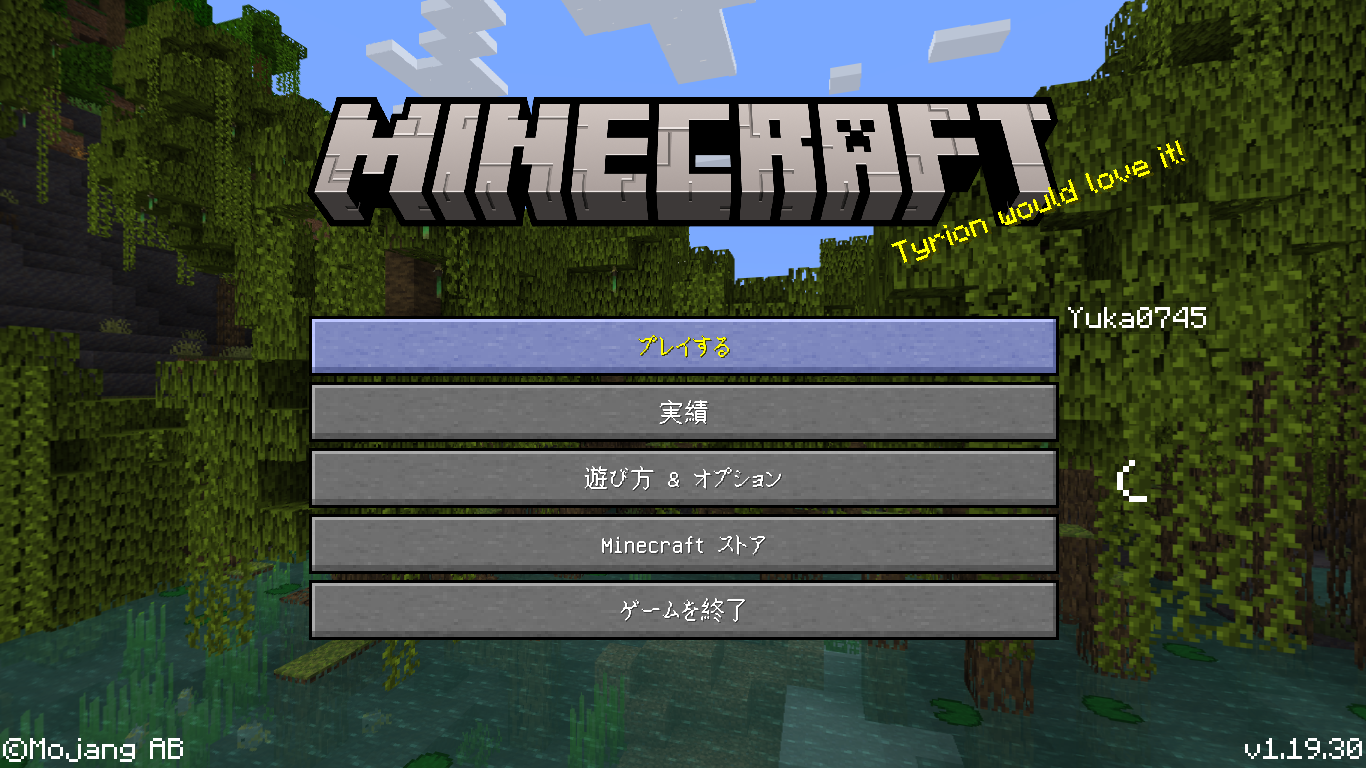 MINECRAFT
Tyrion would love it!
Yuka0745
プレイする
実績
遊び方 & オプション
Minecraft ストア
ゲームを終了
©Mojang AB
v1.19.30